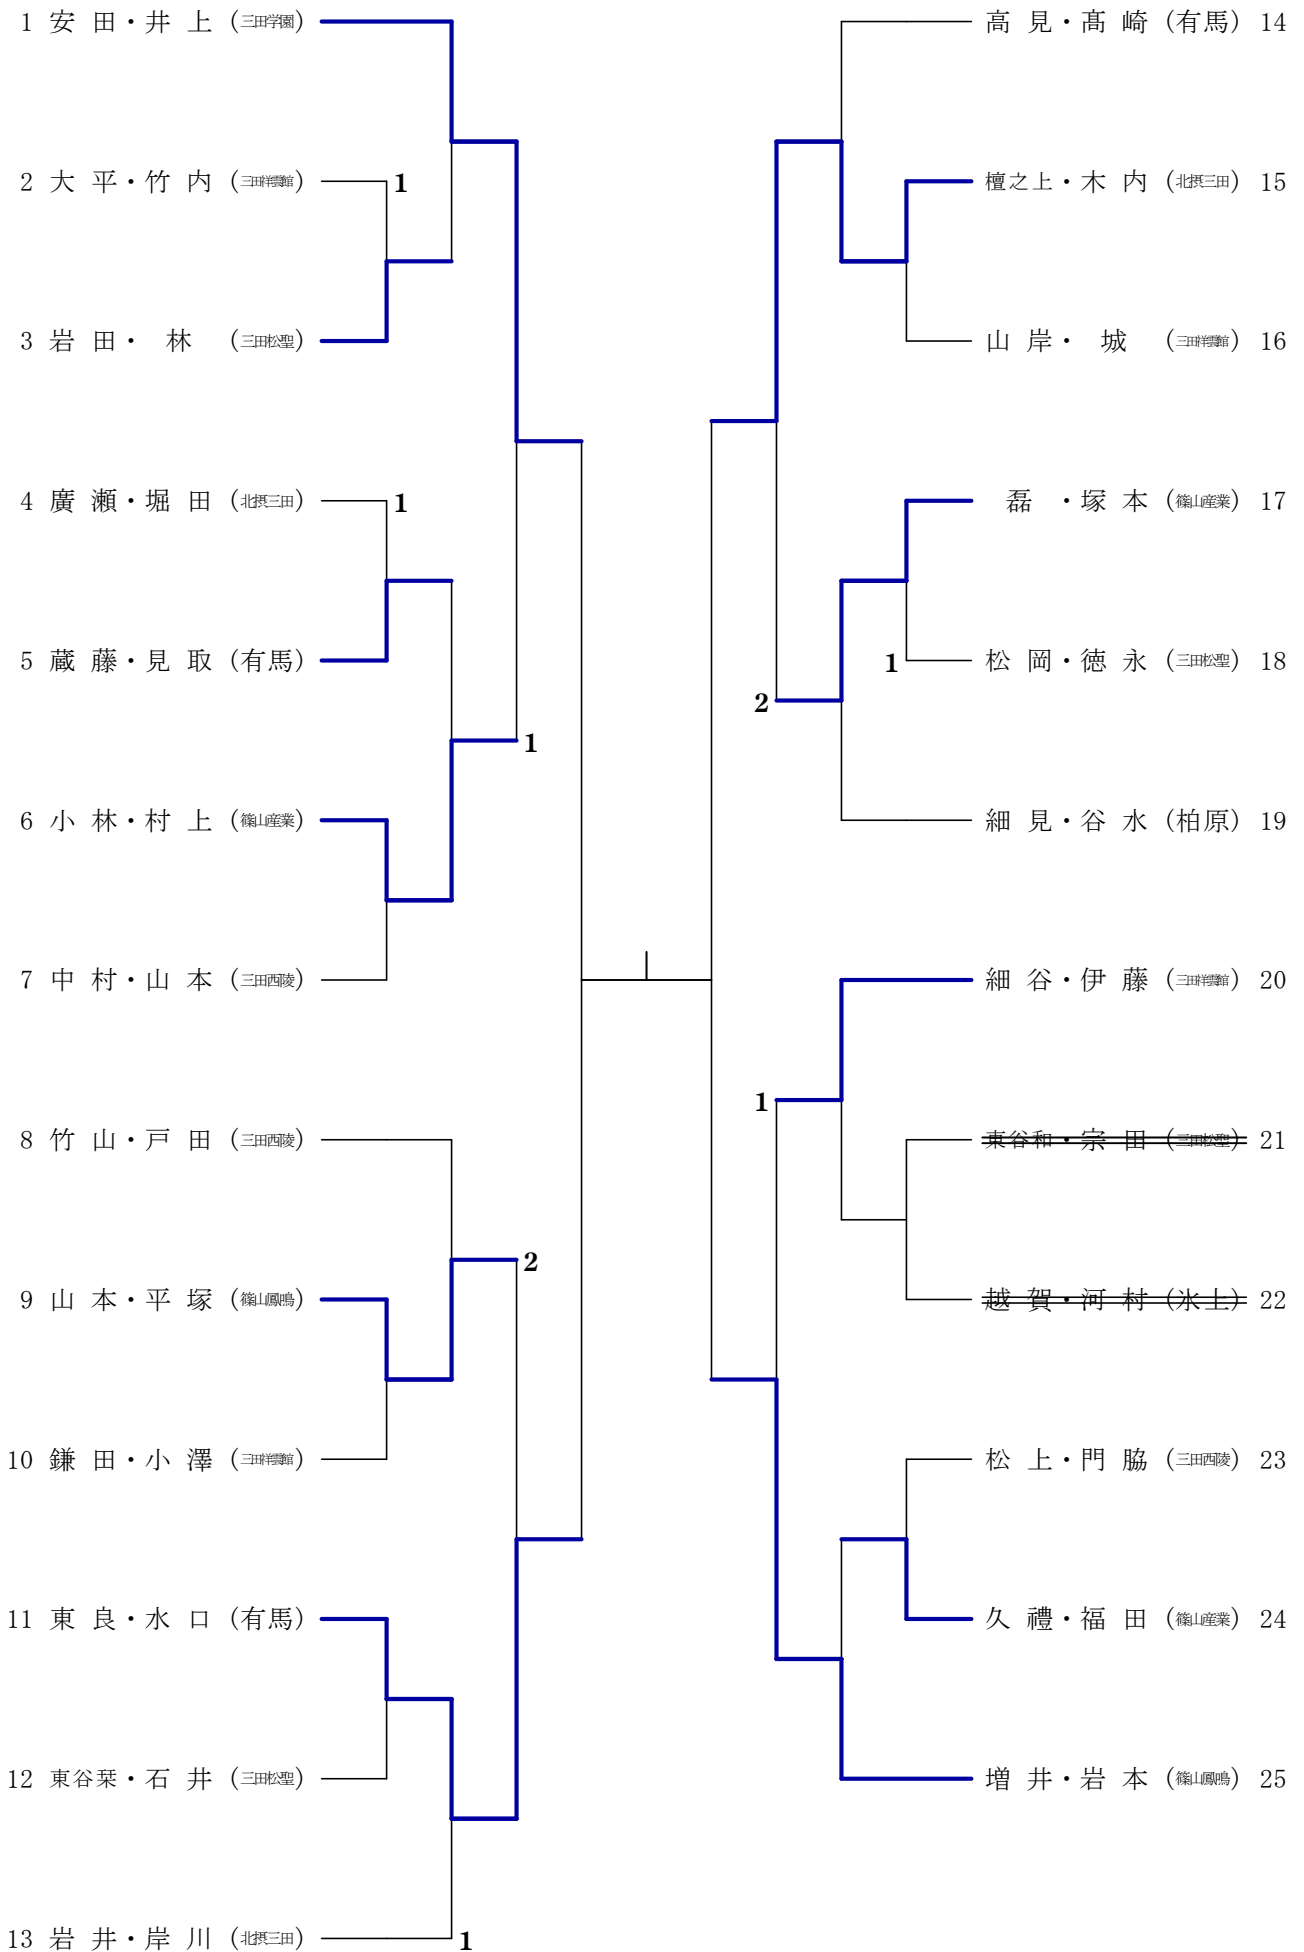 1 安田・井上 (三田学園)
2 大平・竹内 (三田祥雲館)
1
3 岩田・林 (三田松聖)
4 廣瀬・堀田 (北摂三田)
1
5 蔵藤・見取 (有馬)
1
6 小林・村上 (篠山産業)
7 中村・山本 (三田西陵)
8 竹山・戸田 (三田西陵)
2
9 山本・平塚 (篠山鳳鳴)
10 鎌田・小澤 (三田祥雲館)
11 東良・水口 (有馬)
12 東谷栞・石井 (三田松聖)
13 岩井・岸川 (北摂三田)
1
高見・髙崎 (有馬) 14
檀之上・木内 (北摂三田) 15
山岸・城 (三田祥雲館) 16
磊・塚本 (篠山産業) 17
1
松岡・徳永 (三田松聖) 18
2
細見・谷水 (柏原) 19
細谷・伊藤 (三田祥雲館) 20
1
東谷和・宗田 (三田松聖) 21
越賀・河村 (氷上) 22
松上・門脇 (三田西陵) 23
久禮・福田 (篠山産業) 24
増井・岩本 (篠山鳳鳴) 25